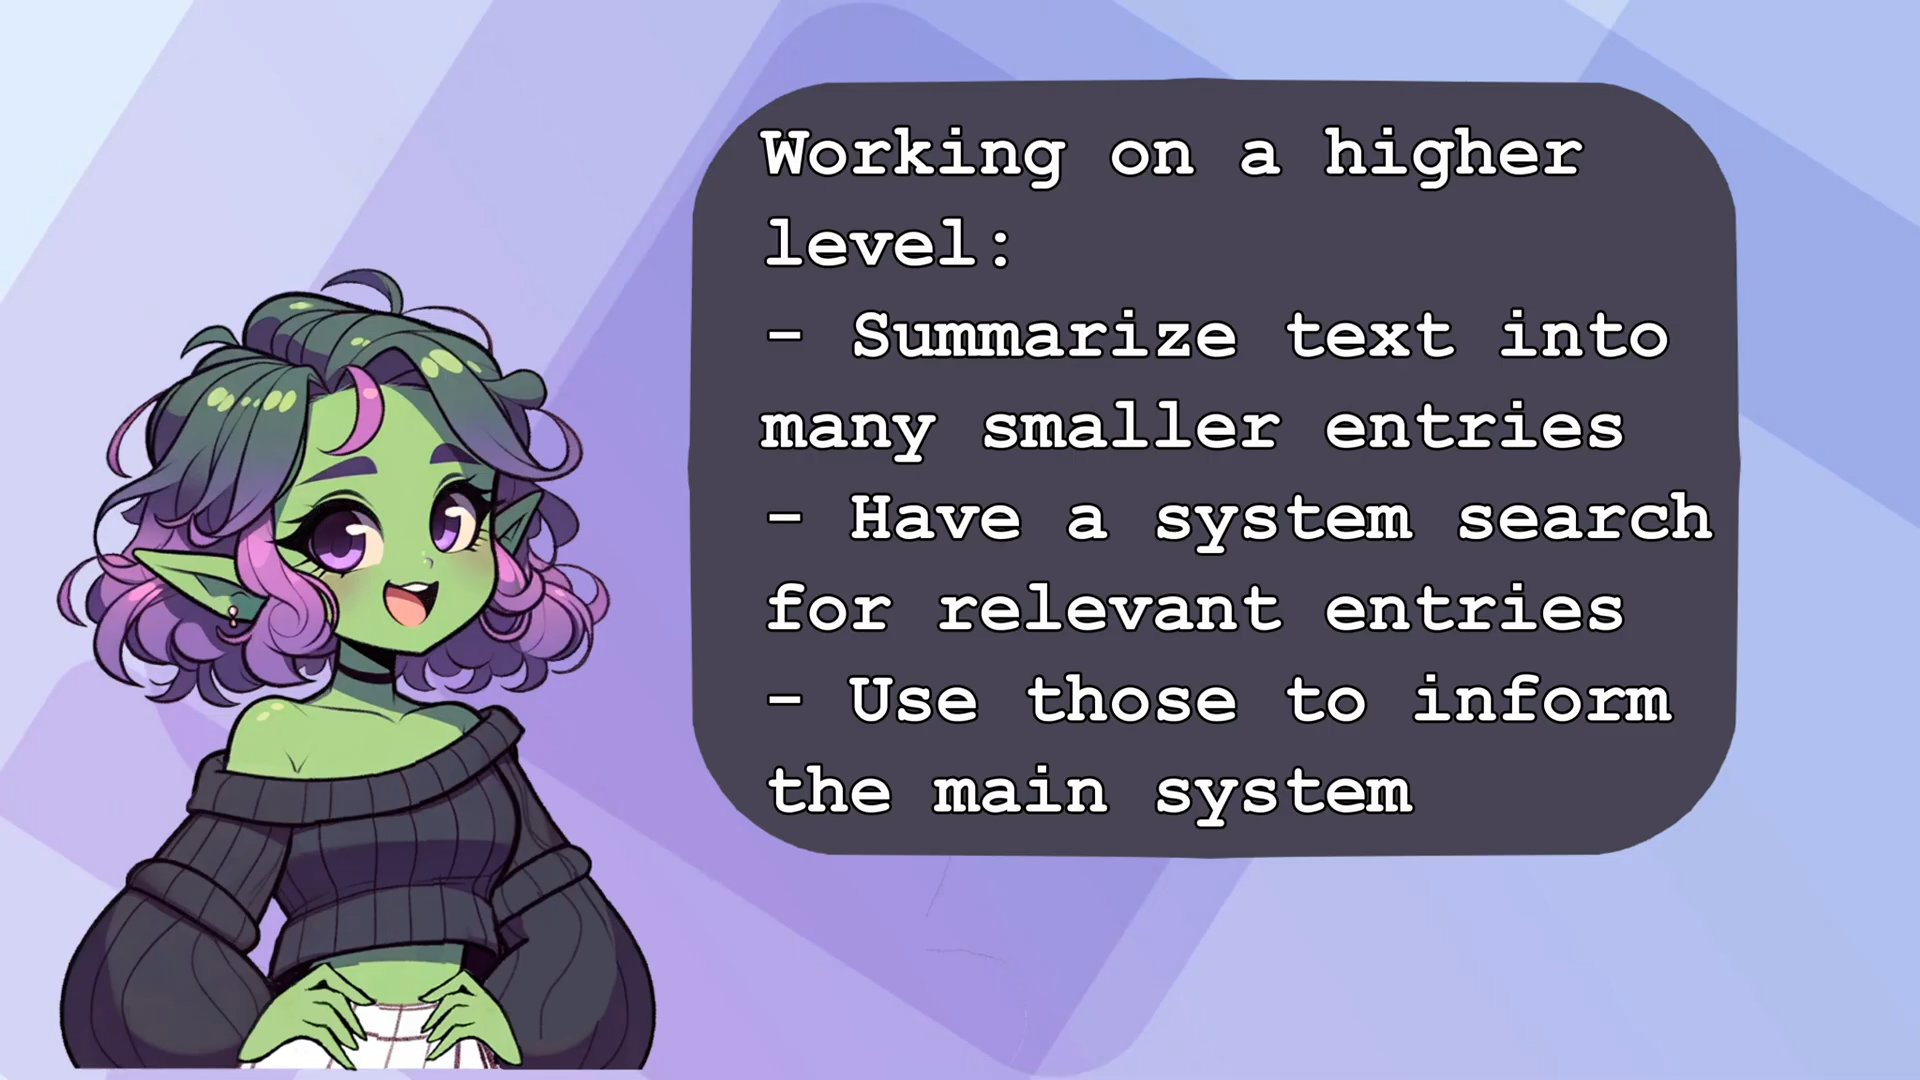 Working on a higher
level:
- Summarize text into
many smaller entries
- Have a system search
for relevant entries
- Use those to inform
the main system